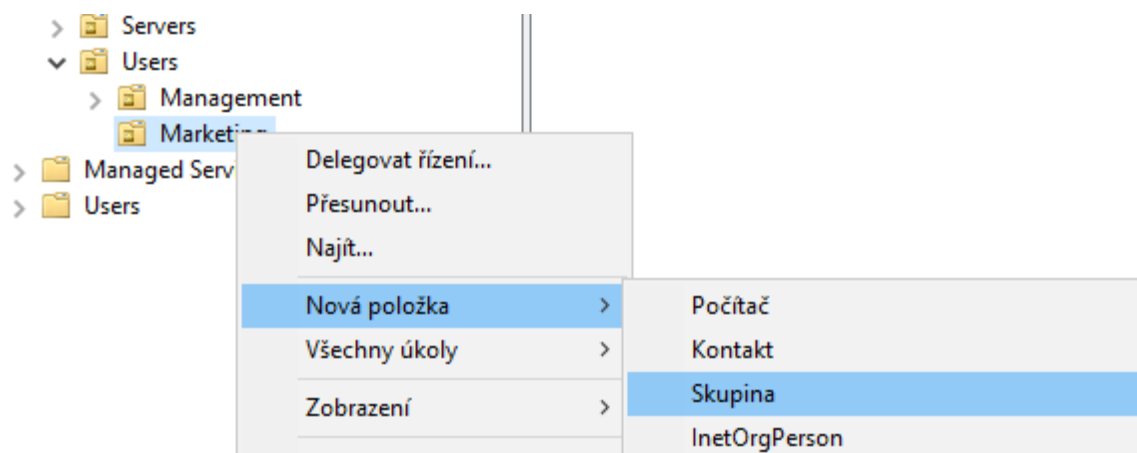 Servers
Users
Management
Managed Serv
Users
Delegovat řízení...
Přesunout...
Najít...
Nová položka
Všechny úkoly
Zobrazení
Počítač
Kontakt
Skupina
InetOrgPerson